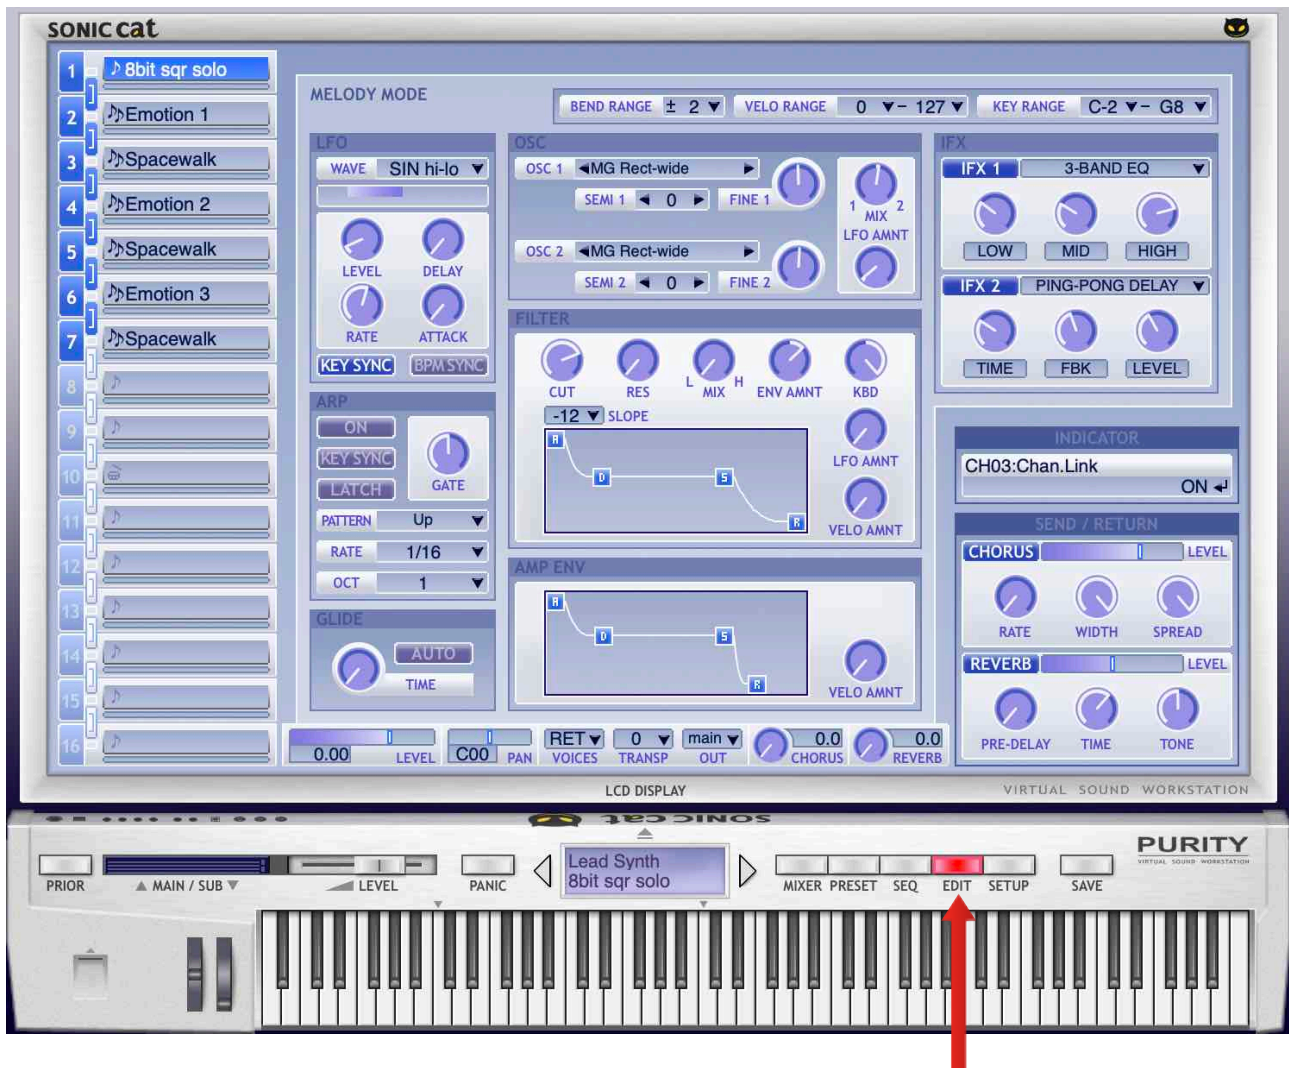 SONIC cat
1 8bit sqr solo
2 Emotion 1
3 Spacewalk
4 Emotion 2
5 Spacewalk
6 Emotion 3
7 Spacewalk
8
9
10
11
12
13
14
15
16
MELODY MODE
BEND RANGE ± 2 VELO RANGE 0 – 127 KEY RANGE C-2 – G8
LFO
WAVE SIN hi-lo
LEVEL DELAY
RATE ATTACK
KEY SYNC BPM SYNC
ARP
ON
KEY SYNC
LATCH
GATE
PATTERN Up
RATE 1/16
OCT 1
GLIDE
AUTO
TIME
OSC
OSC 1 MG Rect-wide
SEMI 1 0 FINE 1
OSC 2 MG Rect-wide
SEMI 2 0 FINE 2
1 MIX 2
LFO AMNT
FILTER
CUT RES L MIX H ENV AMNT KBD
-12 SLOPE
A D S R
LFO AMNT
VELO AMNT
AMP ENV
A D S R
VELO AMNT
IFX
IFX 1 3-BAND EQ
LOW MID HIGH
IFX 2 PING-PONG DELAY
TIME FBK LEVEL
INDICATOR
CH03:Chan.Link
ON
SEND / RETURN
CHORUS LEVEL
RATE WIDTH SPREAD
REVERB LEVEL
PRE-DELAY TIME TONE
0.00 LEVEL C00 PAN RET VOICES 0 TRANSP main OUT 0.0 CHORUS 0.0 REVERB
LCD DISPLAY
VIRTUAL SOUND WORKSTATION
SONIC cat
PURITY
VIRTUAL SOUND WORKSTATION
PRIOR MAIN / SUB LEVEL PANIC
Lead Synth
8bit sqr solo
MIXER PRESET SEQ EDIT SETUP SAVE